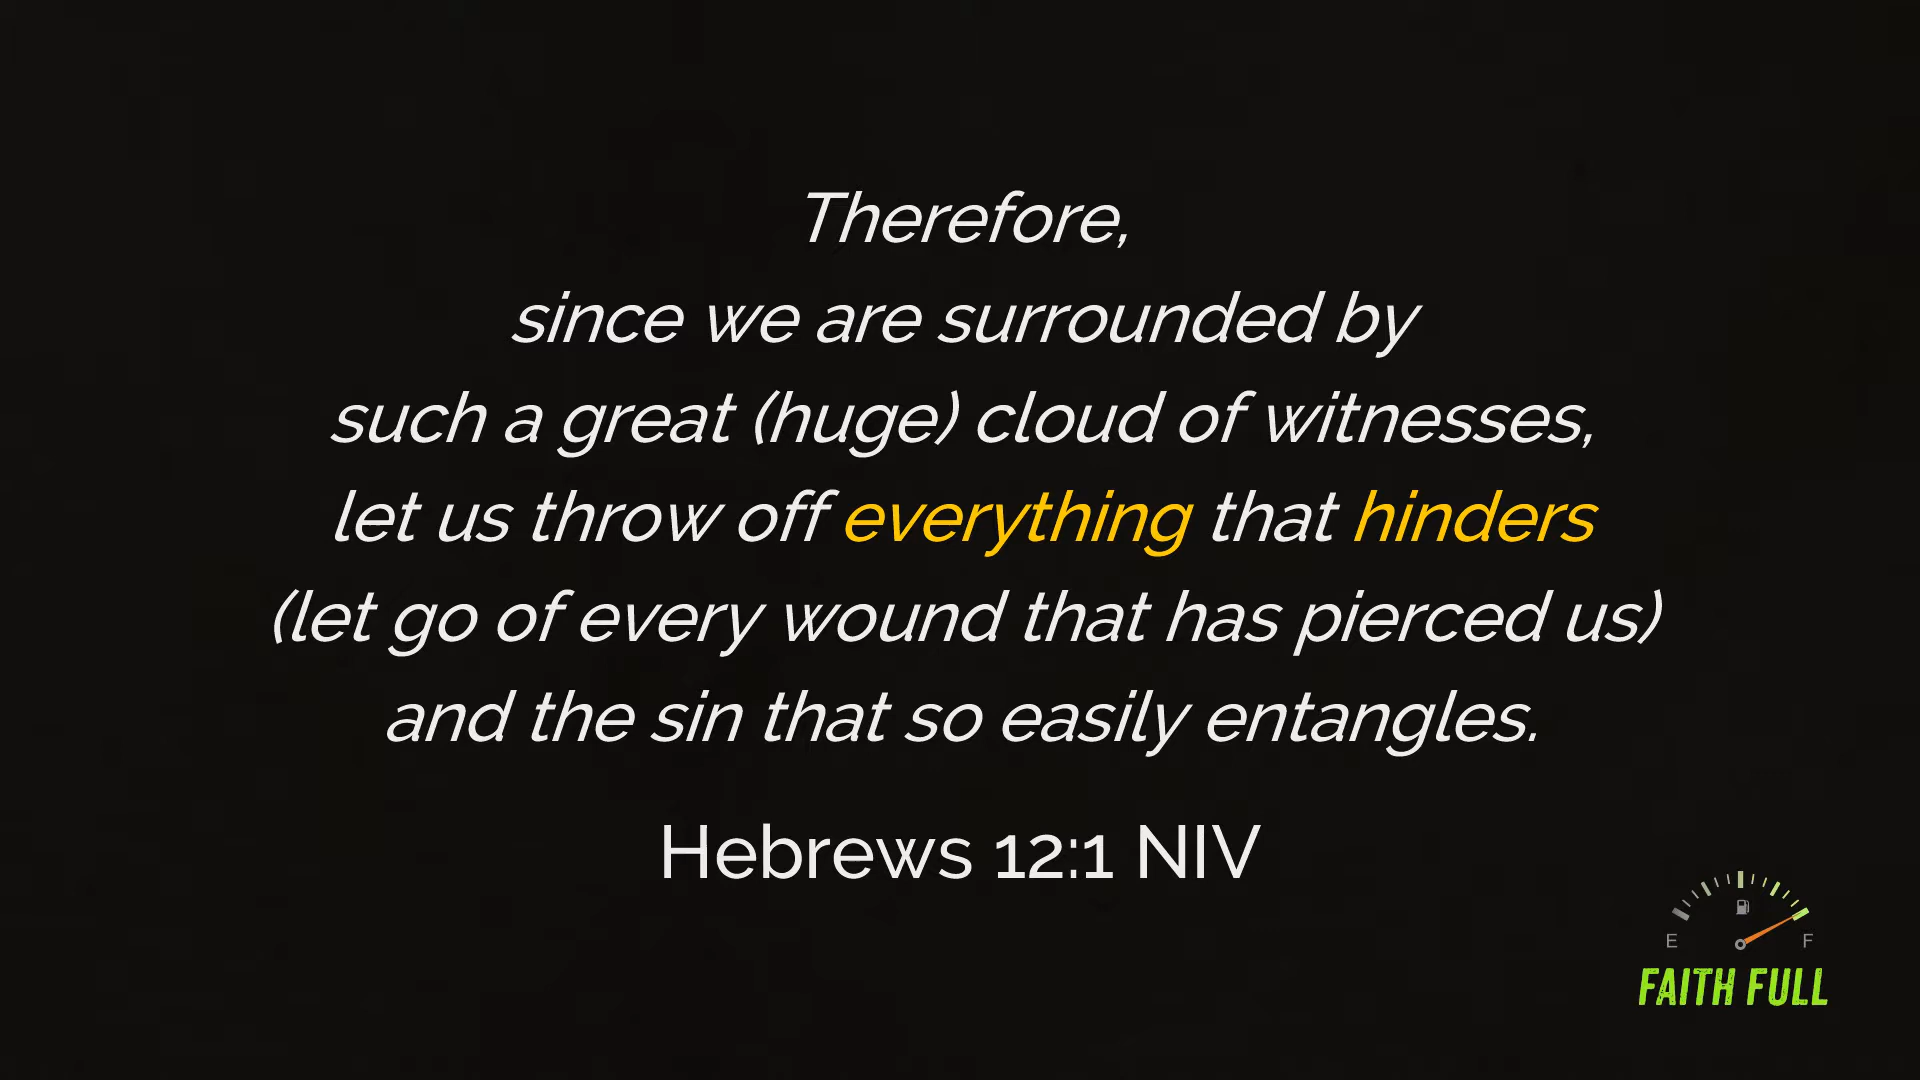 Therefore,
since we are surrounded by
such a great (huge) cloud of witnesses,
let us throw off everything that hinders
(let go of every wound that has pierced us)
and the sin that so easily entangles.
Hebrews 12:1 NIV
E F
FAITH FULL